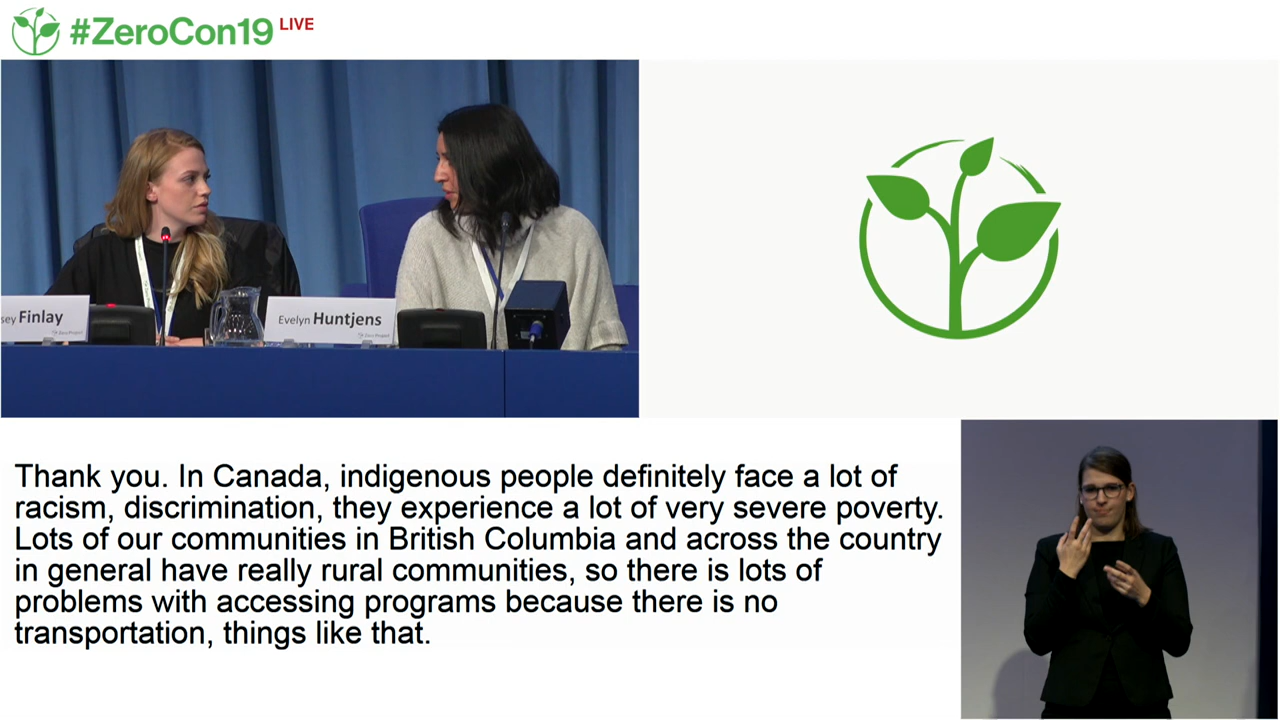 #ZeroCon19 LIVE
sey Finlay
Evelyn Huntjens
Thank you. In Canada, indigenous people definitely face a lot of
racism, discrimination, they experience a lot of very severe poverty.
Lots of our communities in British Columbia and across the country
in general have really rural communities, so there is lots of
problems with accessing programs because there is no
transportation, things like that.